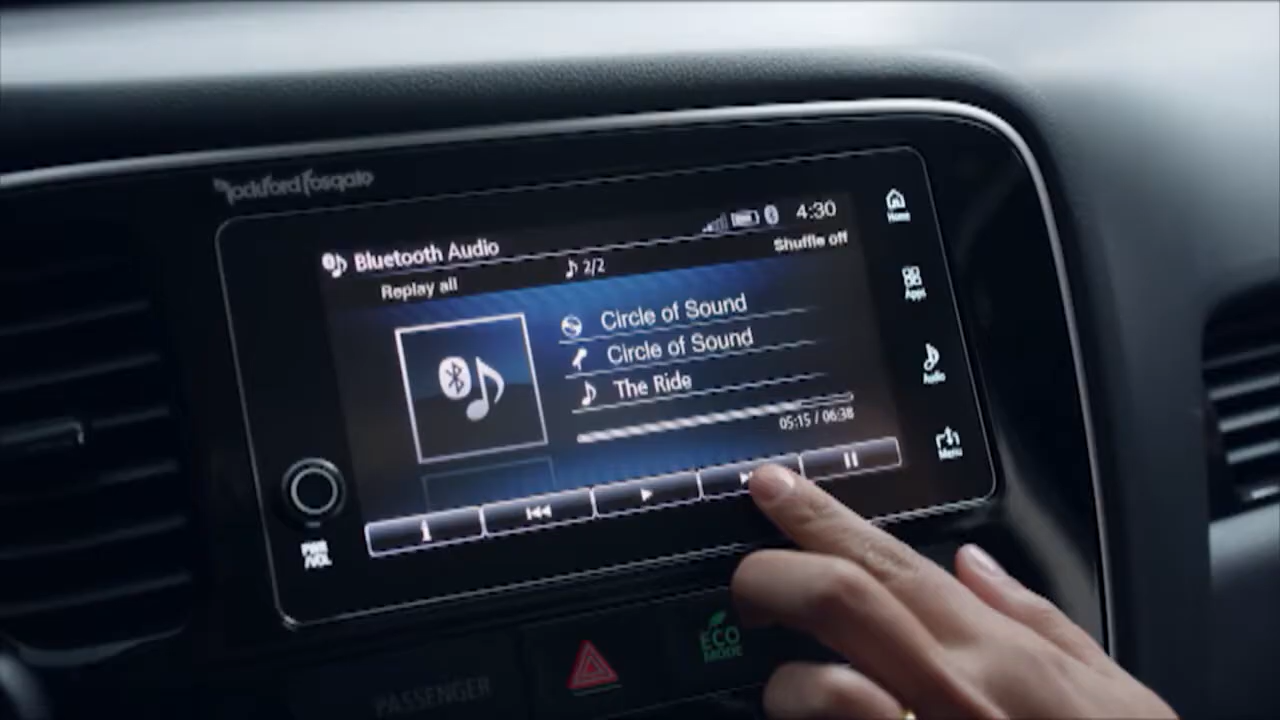 Rockford Fosgate
4:30
Bluetooth Audio
Replay all
2/2
Shuffle off
Circle of Sound
Circle of Sound
The Ride
05:15 / 06:38
Home
Apps
Audio
Menu
PWR
/VOL
PASSENGER
ECO
MODE